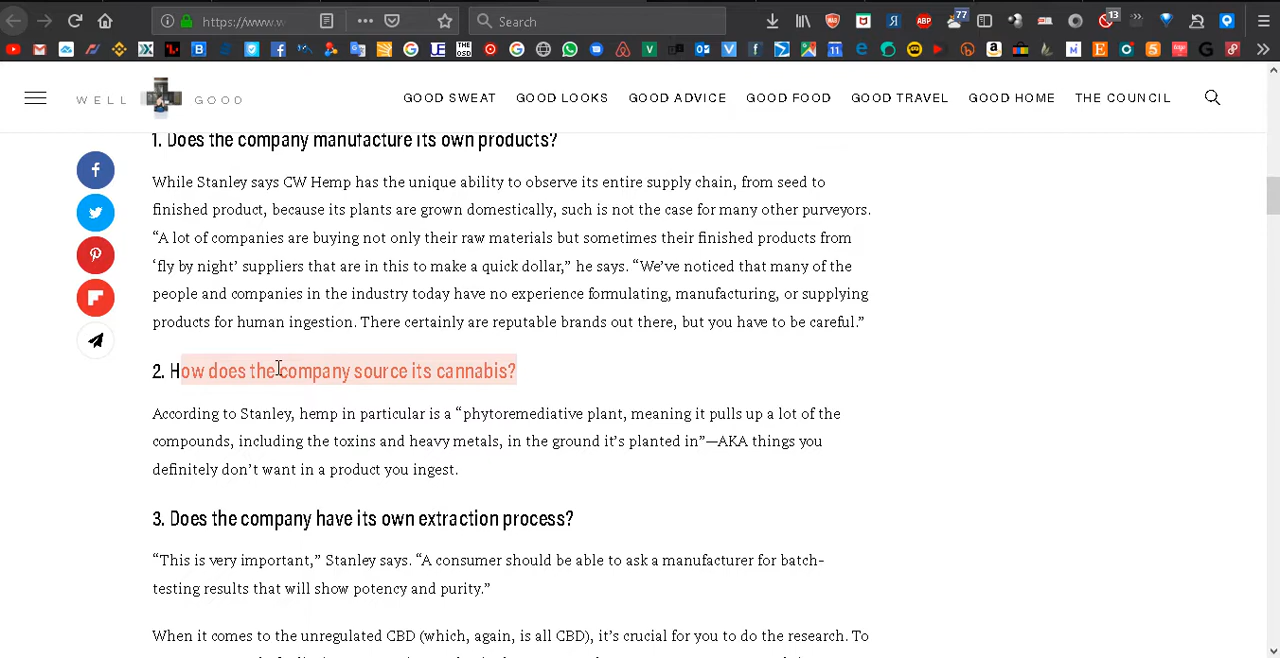 https://www.w
Search
ABP
77
13
WELL GOOD
GOOD SWEAT GOOD LOOKS GOOD ADVICE GOOD FOOD GOOD TRAVEL GOOD HOME THE COUNCIL
1. Does the company manufacture its own products?
While Stanley says CW Hemp has the unique ability to observe its entire supply chain, from seed to
finished product, because its plants are grown domestically, such is not the case for many other purveyors.
“A lot of companies are buying not only their raw materials but sometimes their finished products from
‘fly by night’ suppliers that are in this to make a quick dollar,” he says. “We’ve noticed that many of the
people and companies in the industry today have no experience formulating, manufacturing, or supplying
products for human ingestion. There certainly are reputable brands out there, but you have to be careful.”
2. How does the company source its cannabis?
According to Stanley, hemp in particular is a “phytoremediative plant, meaning it pulls up a lot of the
compounds, including the toxins and heavy metals, in the ground it’s planted in”—AKA things you
definitely don’t want in a product you ingest.
3. Does the company have its own extraction process?
“This is very important,” Stanley says. “A consumer should be able to ask a manufacturer for batch-
testing results that will show potency and purity.”
When it comes to the unregulated CBD (which, again, is all CBD), it’s crucial for you to do the research. To